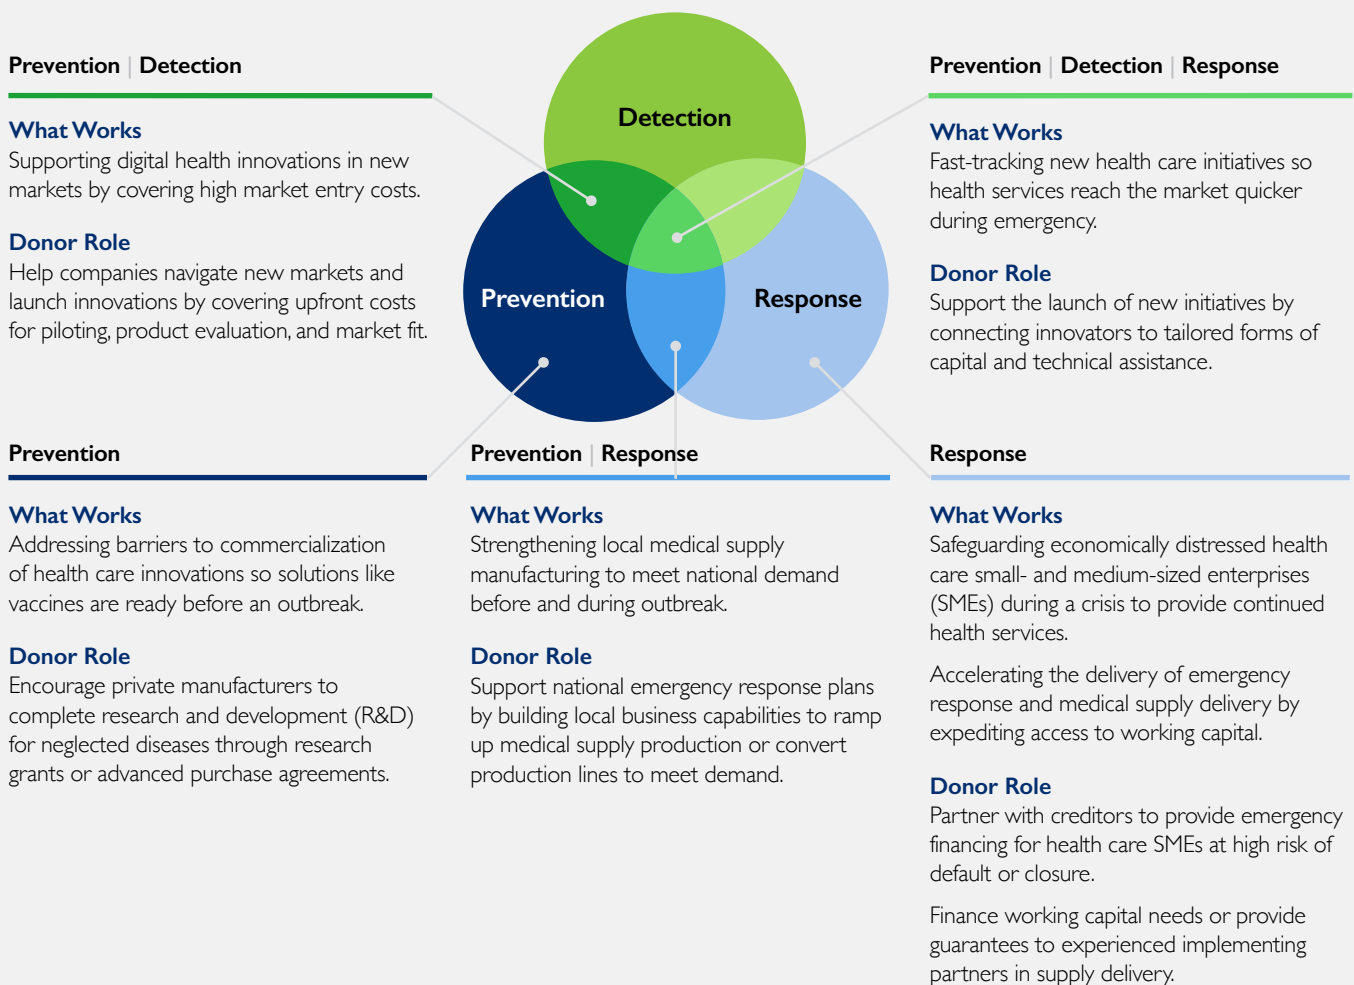 Prevention | Detection
What Works
Supporting digital health innovations in new
markets by covering high market entry costs.
Donor Role
Help companies navigate new markets and
launch innovations by covering upfront costs
for piloting, product evaluation, and market fit.
Detection
Prevention
Response
Prevention | Detection | Response
What Works
Fast-tracking new health care initiatives so
health services reach the market quicker
during emergency.
Donor Role
Support the launch of new initiatives by
connecting innovators to tailored forms of
capital and technical assistance.
Prevention
What Works
Addressing barriers to commercialization
of health care innovations so solutions like
vaccines are ready before an outbreak.
Donor Role
Encourage private manufacturers to
complete research and development (R&D)
for neglected diseases through research
grants or advanced purchase agreements.
Prevention | Response
What Works
Strengthening local medical supply
manufacturing to meet national demand
before and during outbreak.
Donor Role
Support national emergency response plans
by building local business capabilities to ramp
up medical supply production or convert
production lines to meet demand.
Response
What Works
Safeguarding economically distressed health
care small- and medium-sized enterprises
(SMEs) during a crisis to provide continued
health services.
Accelerating the delivery of emergency
response and medical supply delivery by
expediting access to working capital.
Donor Role
Partner with creditors to provide emergency
financing for health care SMEs at high risk of
default or closure.
Finance working capital needs or provide
guarantees to experienced implementing
partners in supply delivery.